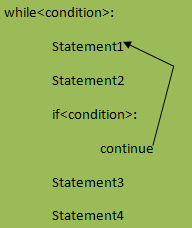 while<condition>:
Statement1
Statement2
if<condition>:
continue
Statement3
Statement4